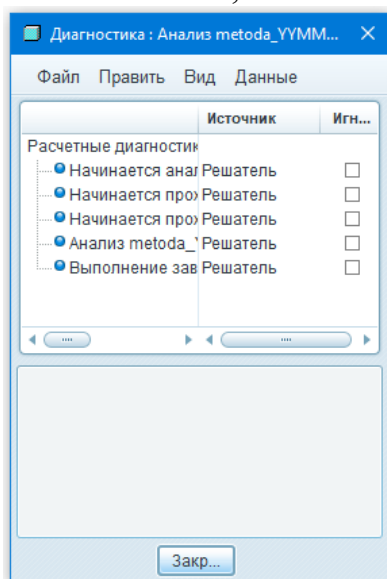 Диагностика : Анализ metoda_YYMM...
Файл Править Вид Данные
Источник Игн...
Расчетные диагностик
Начинается анал Решатель
Начинается прох Решатель
Начинается прох Решатель
Анализ metoda_Y Решатель
Выполнение зав Решатель
Закр...